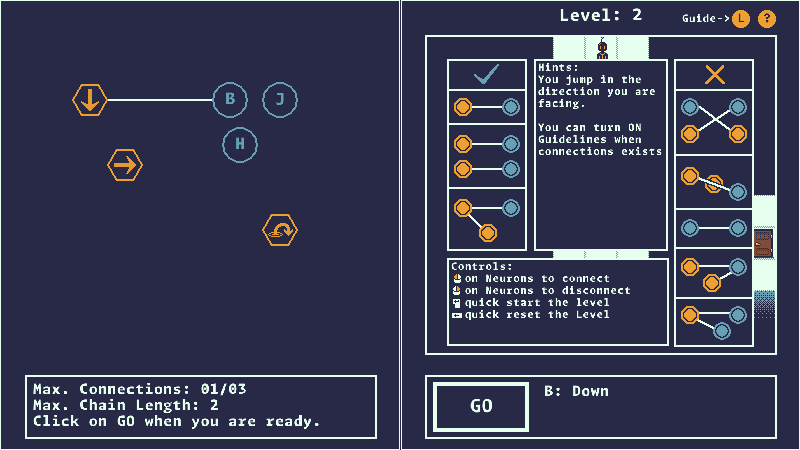 Level: 2
Guide-> L ?
B J
H
Hints:
You jump in the
direction you are
facing.
You can turn ON
Guidelines when
connections exists
Controls:
on Neurons to connect
on Neurons to disconnect
quick start the level
quick reset the Level
Max. Connections: 01/03
Max. Chain Length: 2
Click on GO when you are ready.
GO
B: Down